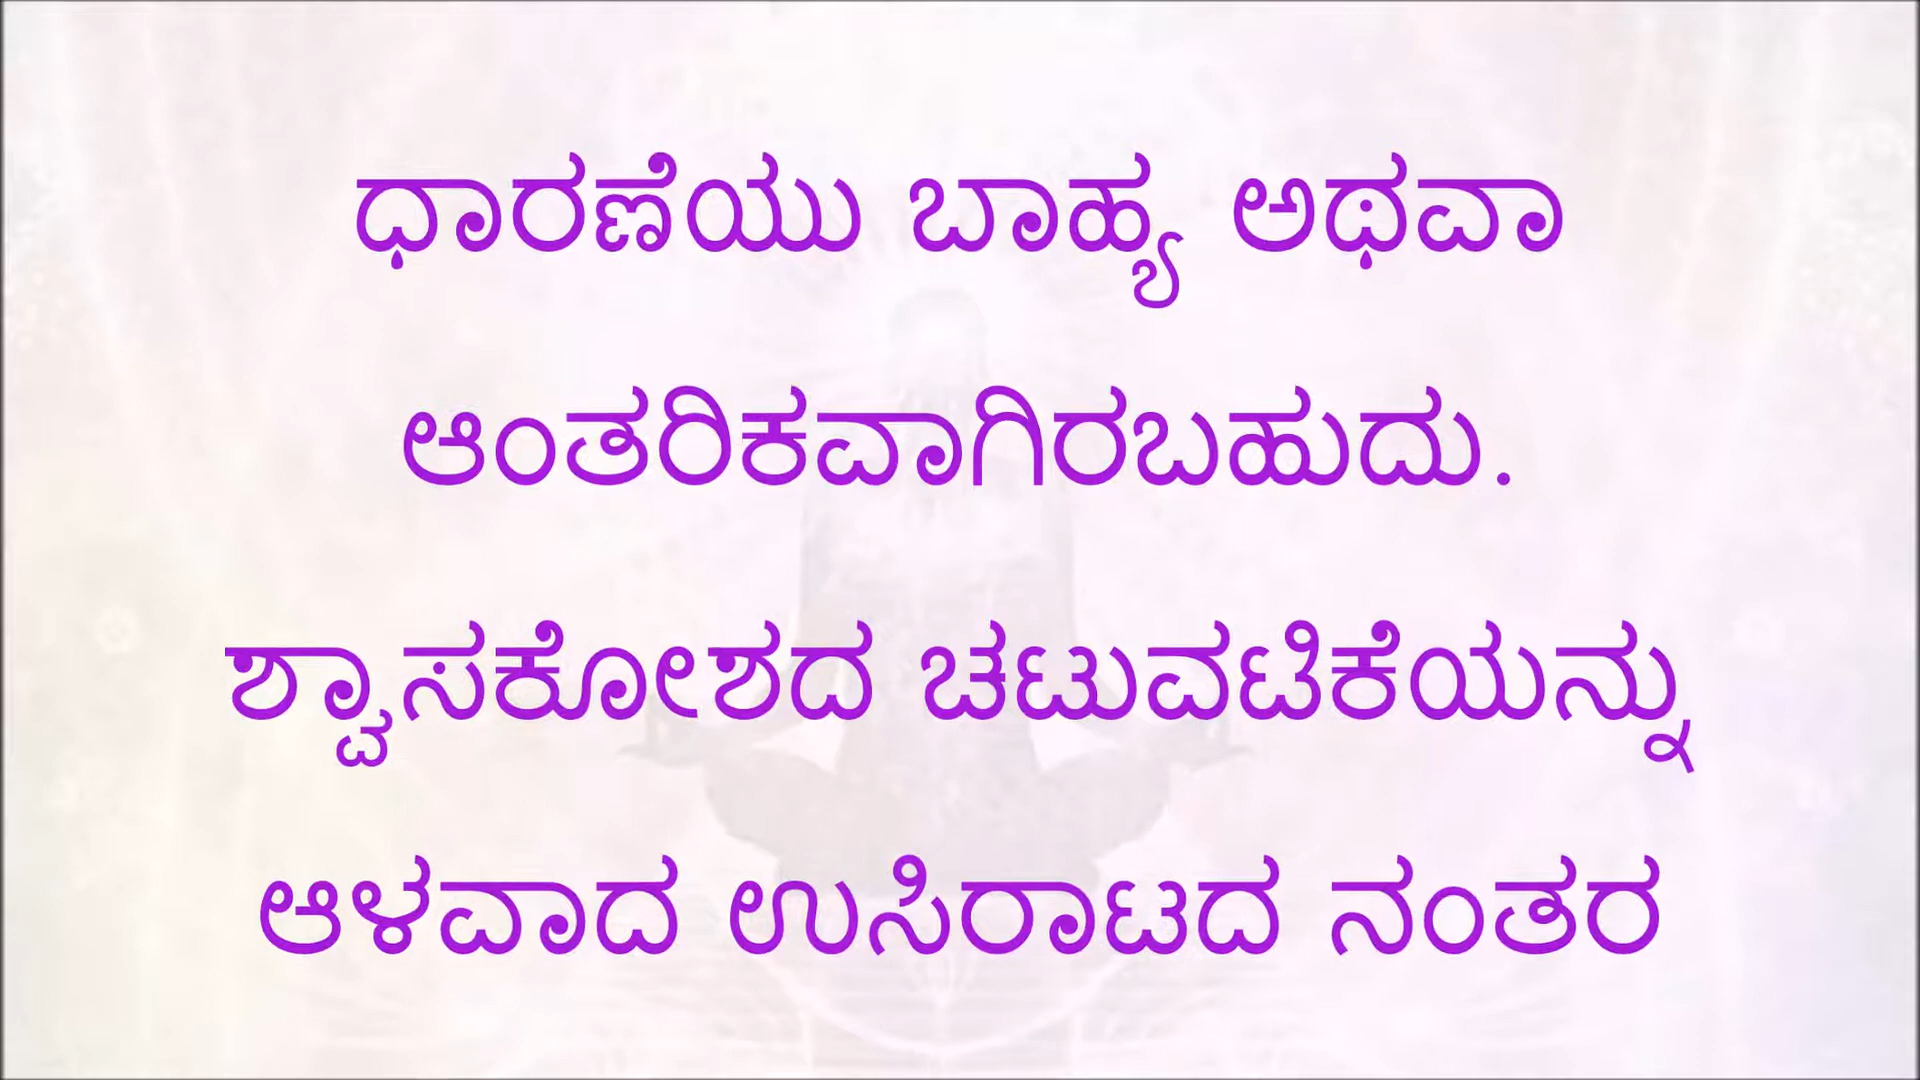 ಧಾರಣೆಯು ಬಾಹ್ಯ ಅಥವಾ
ಆಂತರಿಕವಾಗಿರಬಹುದು.
ಶ್ವಾಸಕೋಶದ ಚಟುವಟಿಕೆಯನ್ನು
ಆಳವಾದ ಉಸಿರಾಟದ ನಂತರ